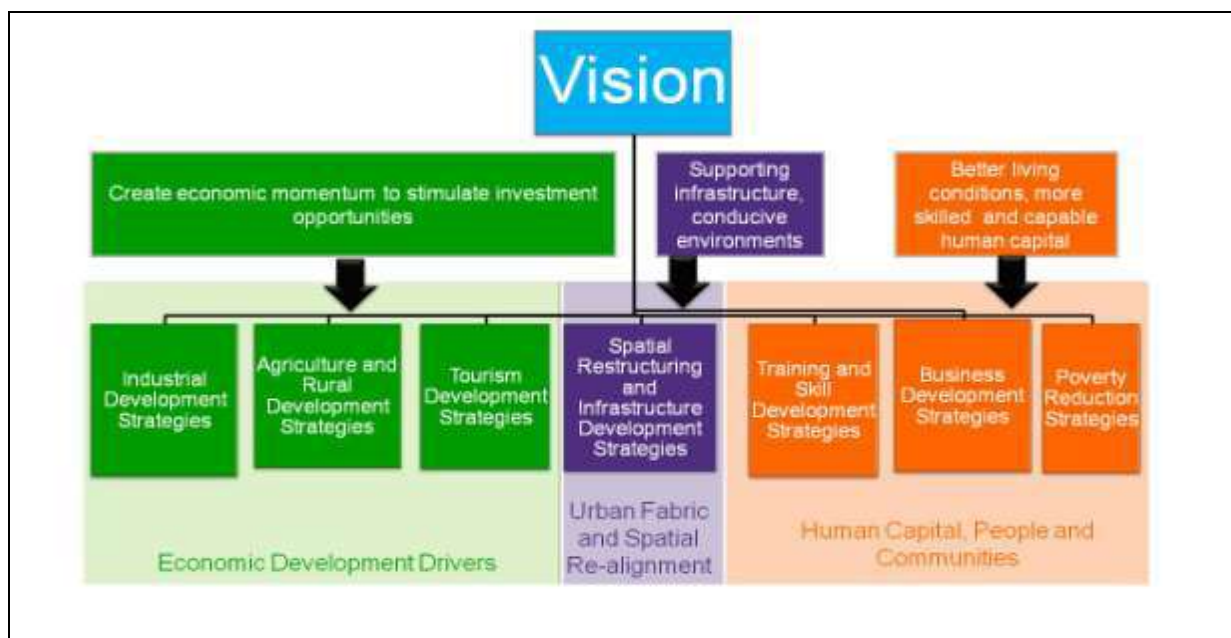 Vision
Create economic momentum to stimulate investment
opportunities
Supporting
infrastructure,
conducive
environments
Better living
conditions, more
skilled and capable
human capital
Industrial
Development
Strategies
Agriculture and
Rural
Development
Strategies
Tourism
Development
Strategies
Spatial
Restructuring
and
Infrastructure
Development
Strategies
Training and
Skill
Development
Strategies
Business
Development
Strategies
Poverty
Reduction
Strategies
Economic Development Drivers
Urban Fabric
and Spatial
Re-alignment
Human Capital, People and
Communities